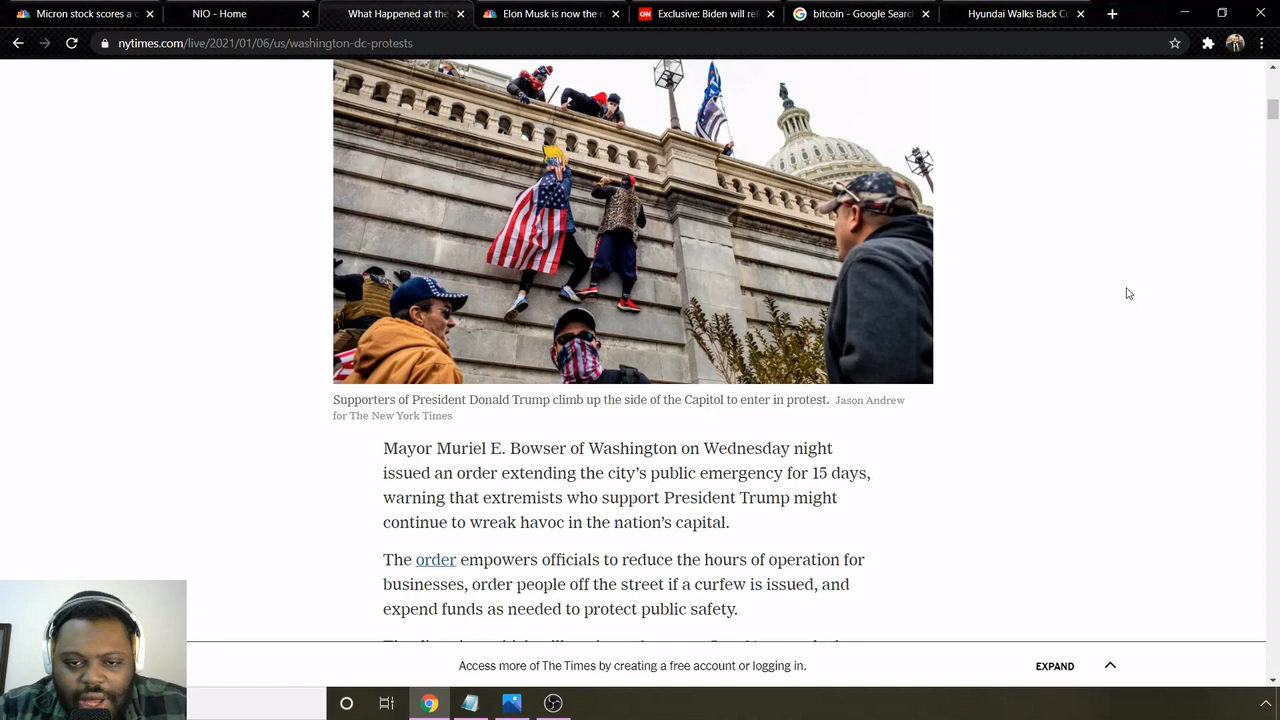 Micron stock scores a
NIO - Home
What Happened at the
Elon Musk is now the
CNN
Exclusive: Biden will rel
bitcoin - Google Searc
Hyundai Walks Back Co
nytimes.com/live/2021/01/06/us/washington-dc-protests
Supporters of President Donald Trump climb up the side of the Capitol to enter in protest. Jason Andrew
for The New York Times
Mayor Muriel E. Bowser of Washington on Wednesday night
issued an order extending the city’s public emergency for 15 days,
warning that extremists who support President Trump might
continue to wreak havoc in the nation’s capital.
The order empowers officials to reduce the hours of operation for
businesses, order people off the street if a curfew is issued, and
expend funds as needed to protect public safety.
Access more of The Times by creating a free account or logging in.
EXPAND